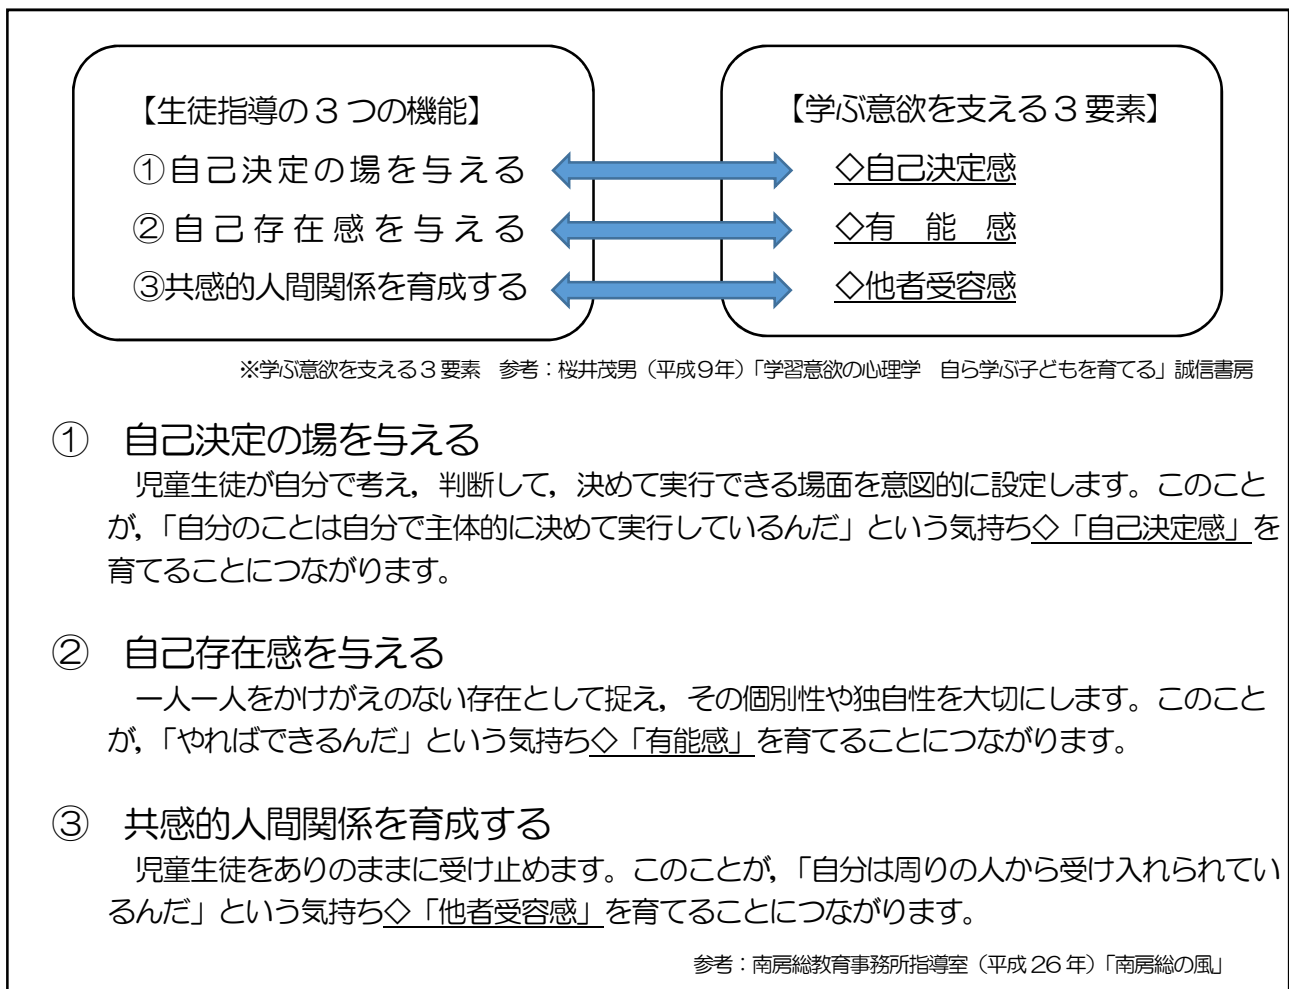 【生徒指導の３つの機能】
①自己決定の場を与える
②自己存在感を与える
③共感的人間関係を育成する
【学ぶ意欲を支える３要素】
◇自己決定感
◇有　能　感
◇他者受容感
※学ぶ意欲を支える３要素　参考：桜井茂男（平成９年）「学習意欲の心理学　自ら学ぶ子どもを育てる」誠信書房
①　自己決定の場を与える
児童生徒が自分で考え，判断して，決めて実行できる場面を意図的に設定します。このこと
が，「自分のことは自分で主体的に決めて実行しているんだ」という気持ち◇「自己決定感」を
育てることにつながります。
②　自己存在感を与える
一人一人をかけがえのない存在として捉え，その個別性や独自性を大切にします。このこと
が，「やればできるんだ」という気持ち◇「有能感」を育てることにつながります。
③　共感的人間関係を育成する
児童生徒をありのままに受け止めます。このことが，「自分は周りの人から受け入れられてい
るんだ」という気持ち◇「他者受容感」を育てることにつながります。
参考：南房総教育事務所指導室（平成 26 年）「南房総の風」